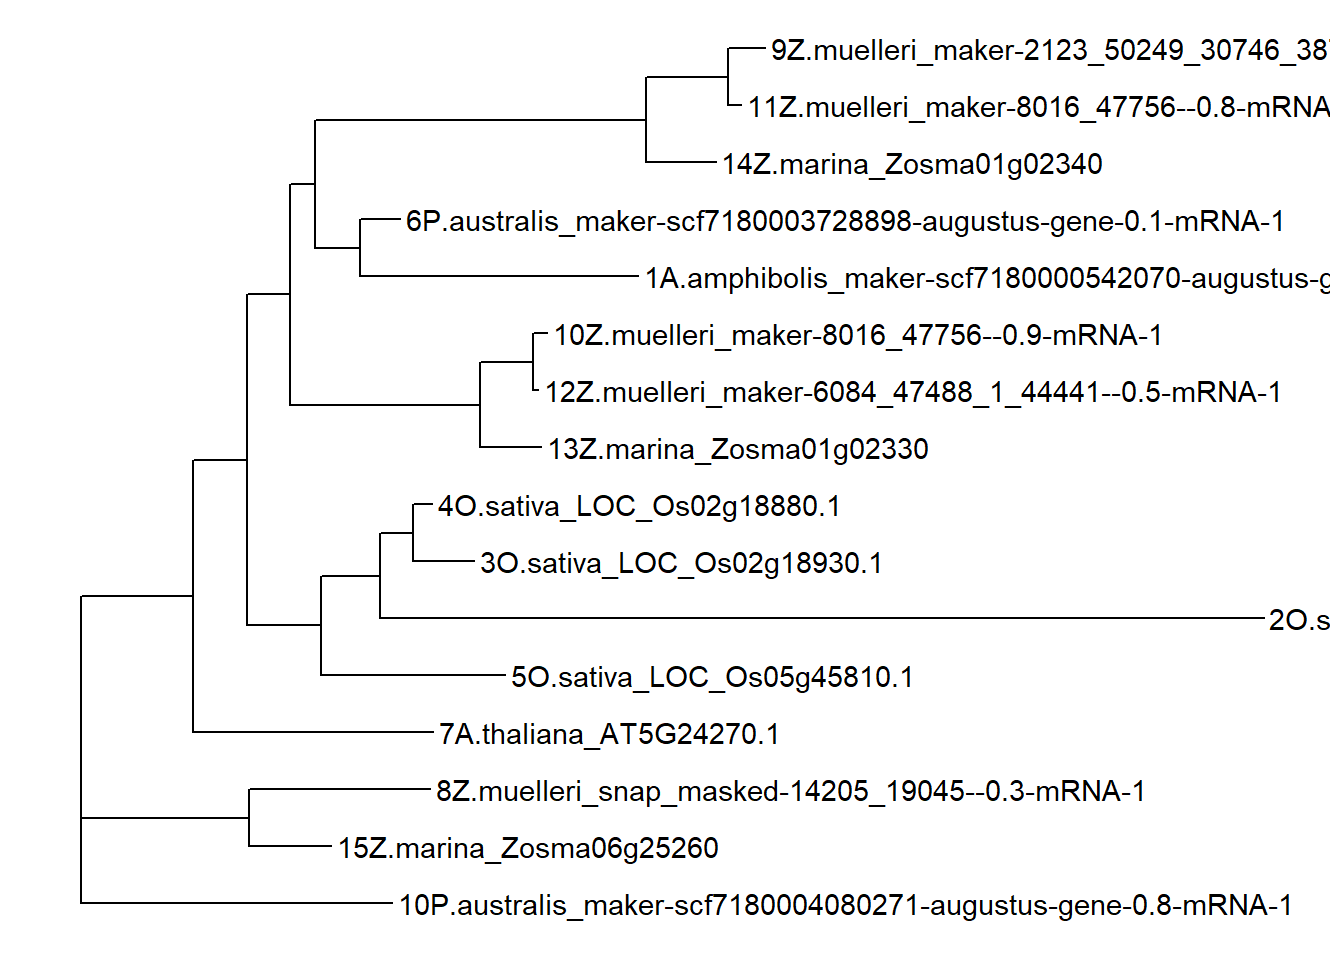 9Z.muelleri_maker-2123_50249_30746_38
11Z.muelleri_maker-8016_47756--0.8-mRNA
14Z.marina_Zosma01g02340
6P.australis_maker-scf7180003728898-augustus-gene-0.1-mRNA-1
1A.amphibolis_maker-scf7180000542070-augustus-g
10Z.muelleri_maker-8016_47756--0.9-mRNA-1
12Z.muelleri_maker-6084_47488_1_44441--0.5-mRNA-1
13Z.marina_Zosma01g02330
4O.sativa_LOC_Os02g18880.1
3O.sativa_LOC_Os02g18930.1
2O.s
5O.sativa_LOC_Os05g45810.1
7A.thaliana_AT5G24270.1
8Z.muelleri_snap_masked-14205_19045--0.3-mRNA-1
15Z.marina_Zosma06g25260
10P.australis_maker-scf7180004080271-augustus-gene-0.8-mRNA-1